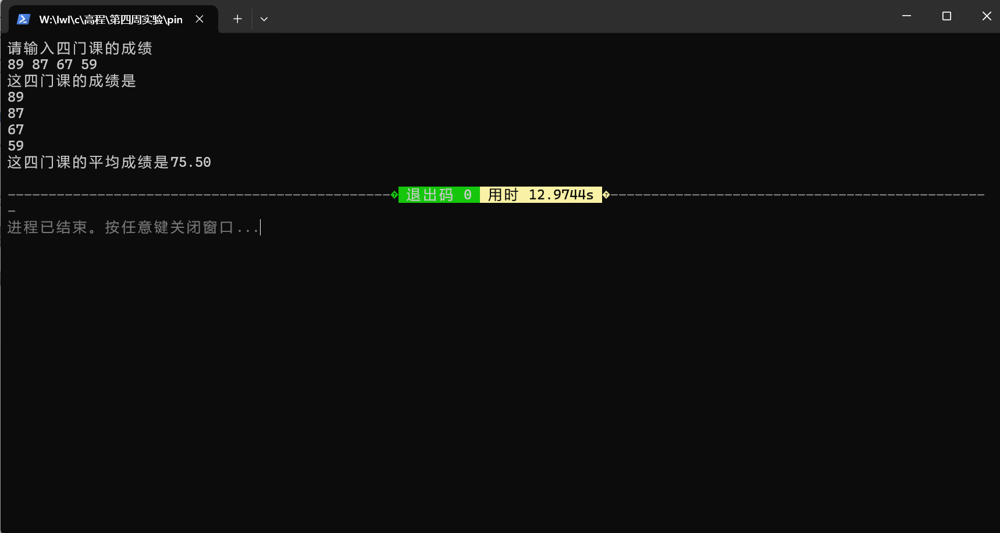 W:\lwl\c\高程\第四周实验\pin
请输入四门课的成绩
89 87 67 59
这四门课的成绩是
89
87
67
59
这四门课的平均成绩是75.50
退出码 0 用时 12.9744s
进程已结束。按任意键关闭窗口...